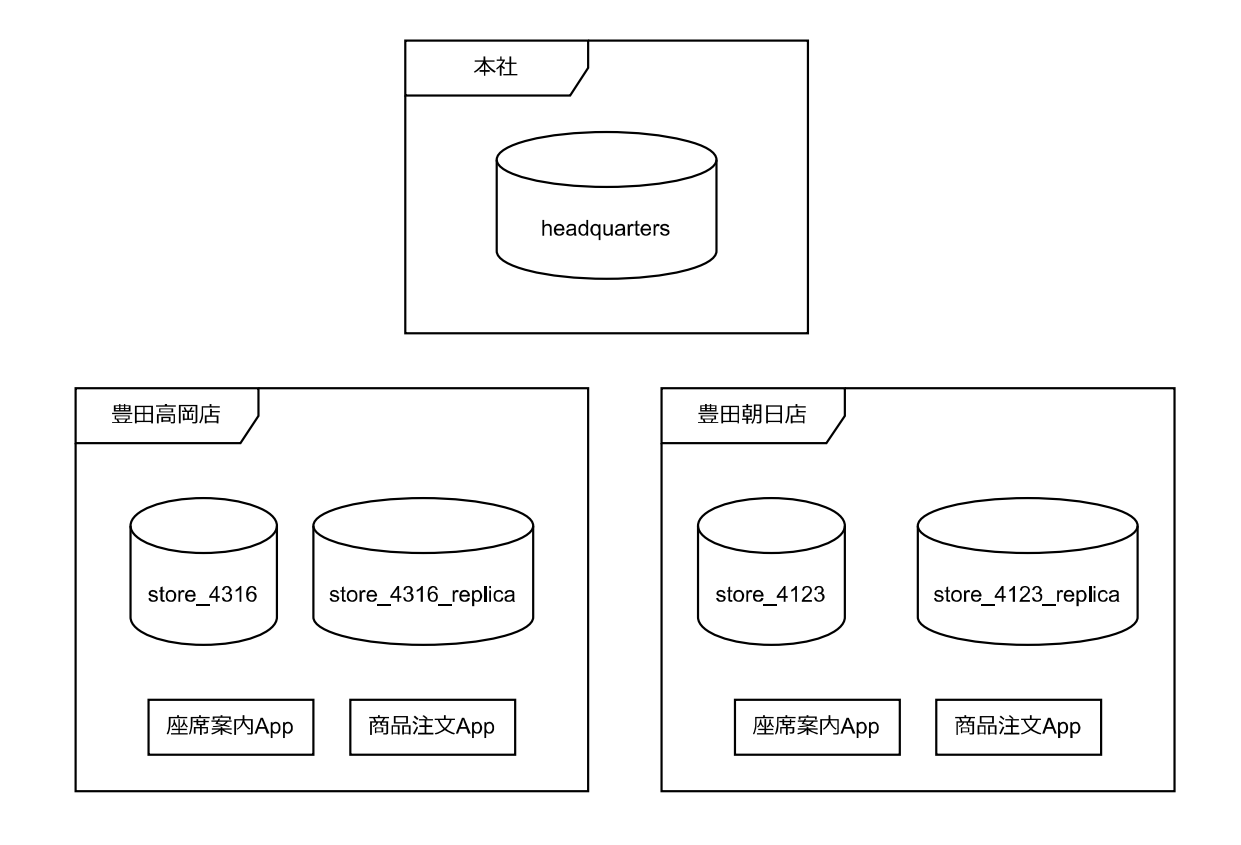 本社
headquarters
豊田高岡店
store_4316
store_4316_replica
座席案内App
商品注文App
豊田朝日店
store_4123
store_4123_replica
座席案内App
商品注文App